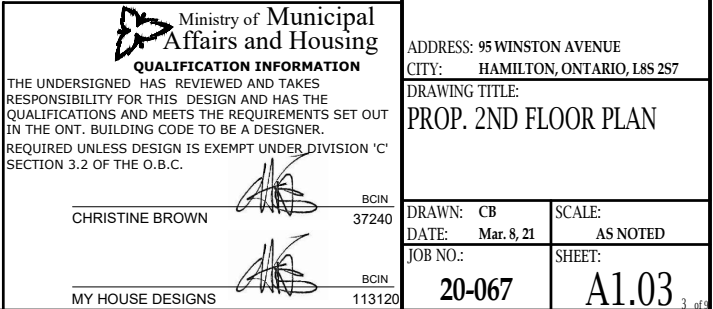 Ministry of Municipal
Affairs and Housing
QUALIFICATION INFORMATION
THE UNDERSIGNED HAS REVIEWED AND TAKES
RESPONSIBILITY FOR THIS DESIGN AND HAS THE
QUALIFICATIONS AND MEETS THE REQUIREMENTS SET OUT
IN THE ONT. BUILDING CODE TO BE A DESIGNER.
REQUIRED UNLESS DESIGN IS EXEMPT UNDER DIVISION 'C'
SECTION 3.2 OF THE O.B.C.
BCIN
CHRISTINE BROWN 37240
BCIN
MY HOUSE DESIGNS 113120
ADDRESS: 95 WINSTON AVENUE
CITY: HAMILTON, ONTARIO, L8S 2S7
DRAWING TITLE:
PROP. 2ND FLOOR PLAN
DRAWN: CB
DATE: Mar. 8, 21
SCALE:
AS NOTED
JOB NO.:
20-067
SHEET:
A1.03
3 of 9